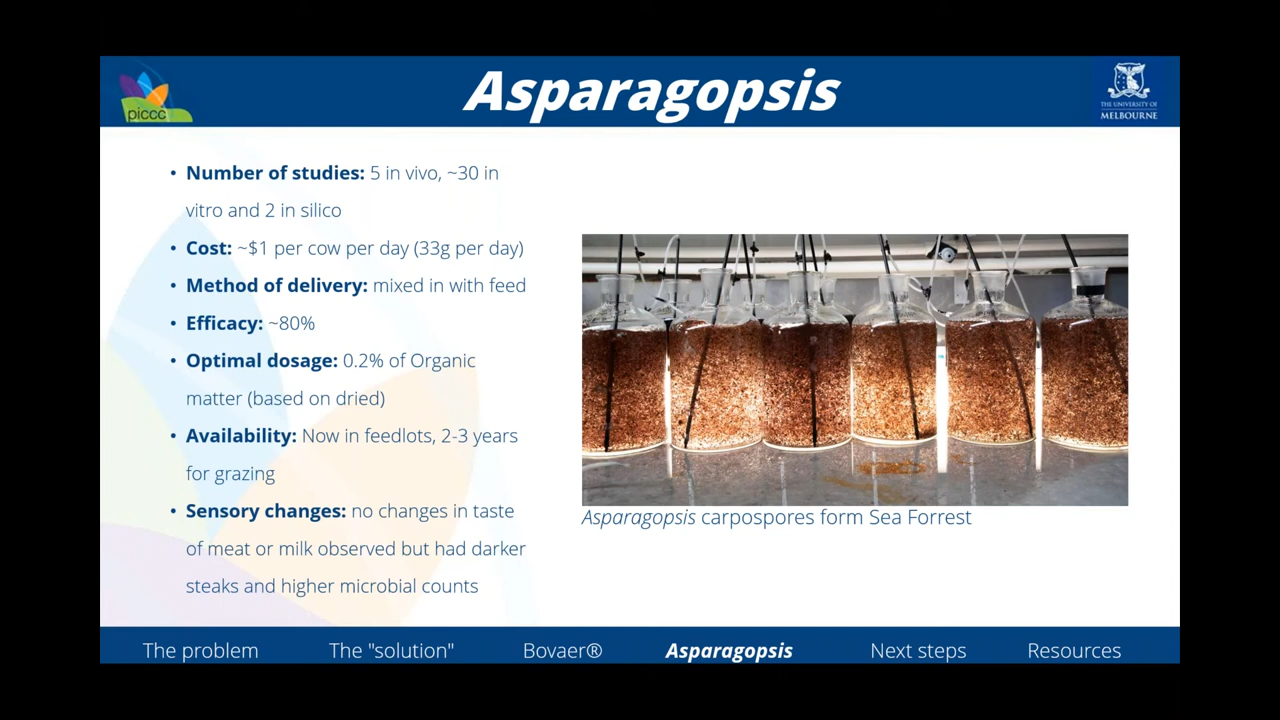 Asparagopsis
piccc
THE UNIVERSITY OF
MELBOURNE
• Number of studies: 5 in vivo, ~30 in
vitro and 2 in silico
• Cost: ~$1 per cow per day (33g per day)
• Method of delivery: mixed in with feed
• Efficacy: ~80%
• Optimal dosage: 0.2% of Organic
matter (based on dried)
• Availability: Now in feedlots, 2-3 years
for grazing
• Sensory changes: no changes in taste
of meat or milk observed but had darker
steaks and higher microbial counts
Asparagopsis carpospores form Sea Forrest
The problem
The "solution"
Bovaer®
Asparagopsis
Next steps
Resources